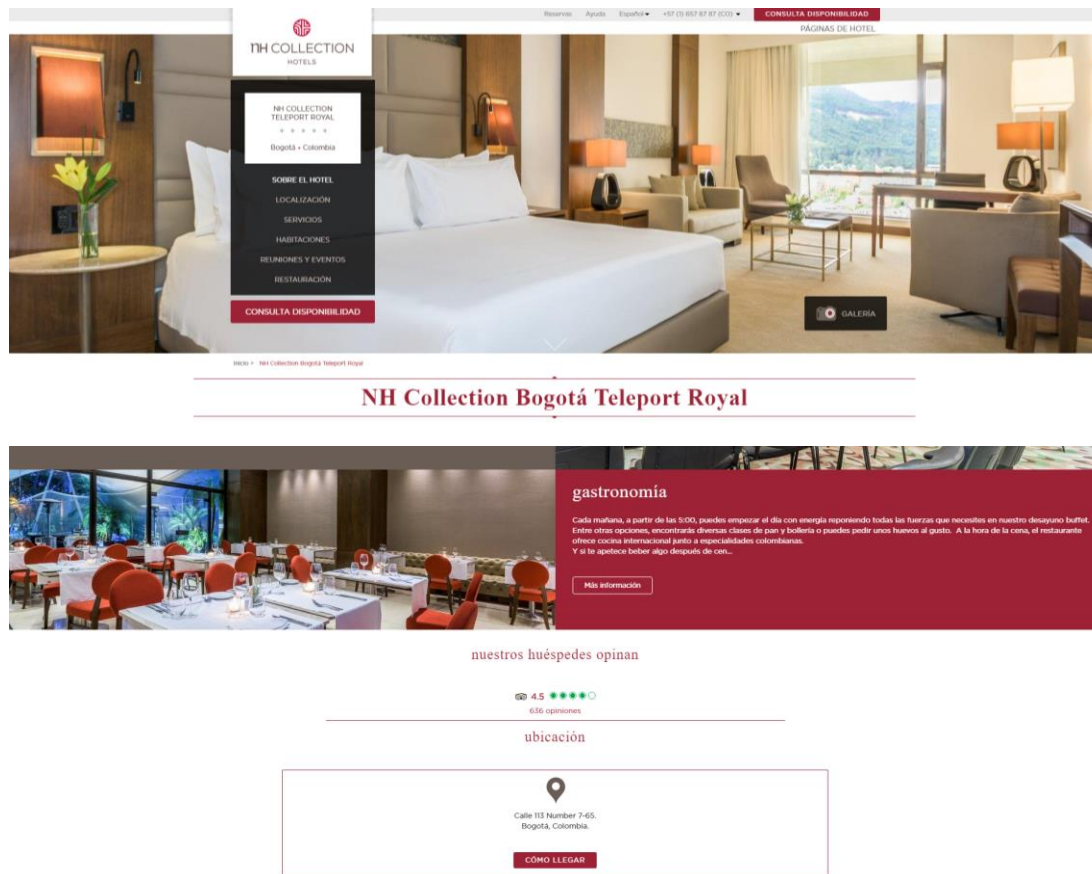 Reservas Ayuda Español +57 (1) 657 87 87 (CO) CONSULTA DISPONIBILIDAD
PÁGINAS DE HOTEL
NH COLLECTION
HOTELS
NH COLLECTION
TELEPORT ROYAL
Bogotá • Colombia
SOBRE EL HOTEL
LOCALIZACIÓN
SERVICIOS
HABITACIONES
REUNIONES Y EVENTOS
RESTAURACIÓN
CONSULTA DISPONIBILIDAD
GALERÍA
Inicio > NH Collection Bogotá Teleport Royal
NH Collection Bogotá Teleport Royal
gastronomía
Cada mañana, a partir de las 5:00, puedes empezar el día con energía reponiendo todas las fuerzas que necesites en nuestro desayuno buffet.
Entre otras opciones, encontrarás diversas clases de pan y bollería o puedes pedir unos huevos al gusto. A la hora de la cena, el restaurante
ofrece cocina internacional junto a especialidades colombianas.
Y si te apetece beber algo después de cen...
Más información
nuestros huéspedes opinan
4.5
636 opiniones
ubicación
Calle 113 Number 7-65.
Bogotá, Colombia.
CÓMO LLEGAR